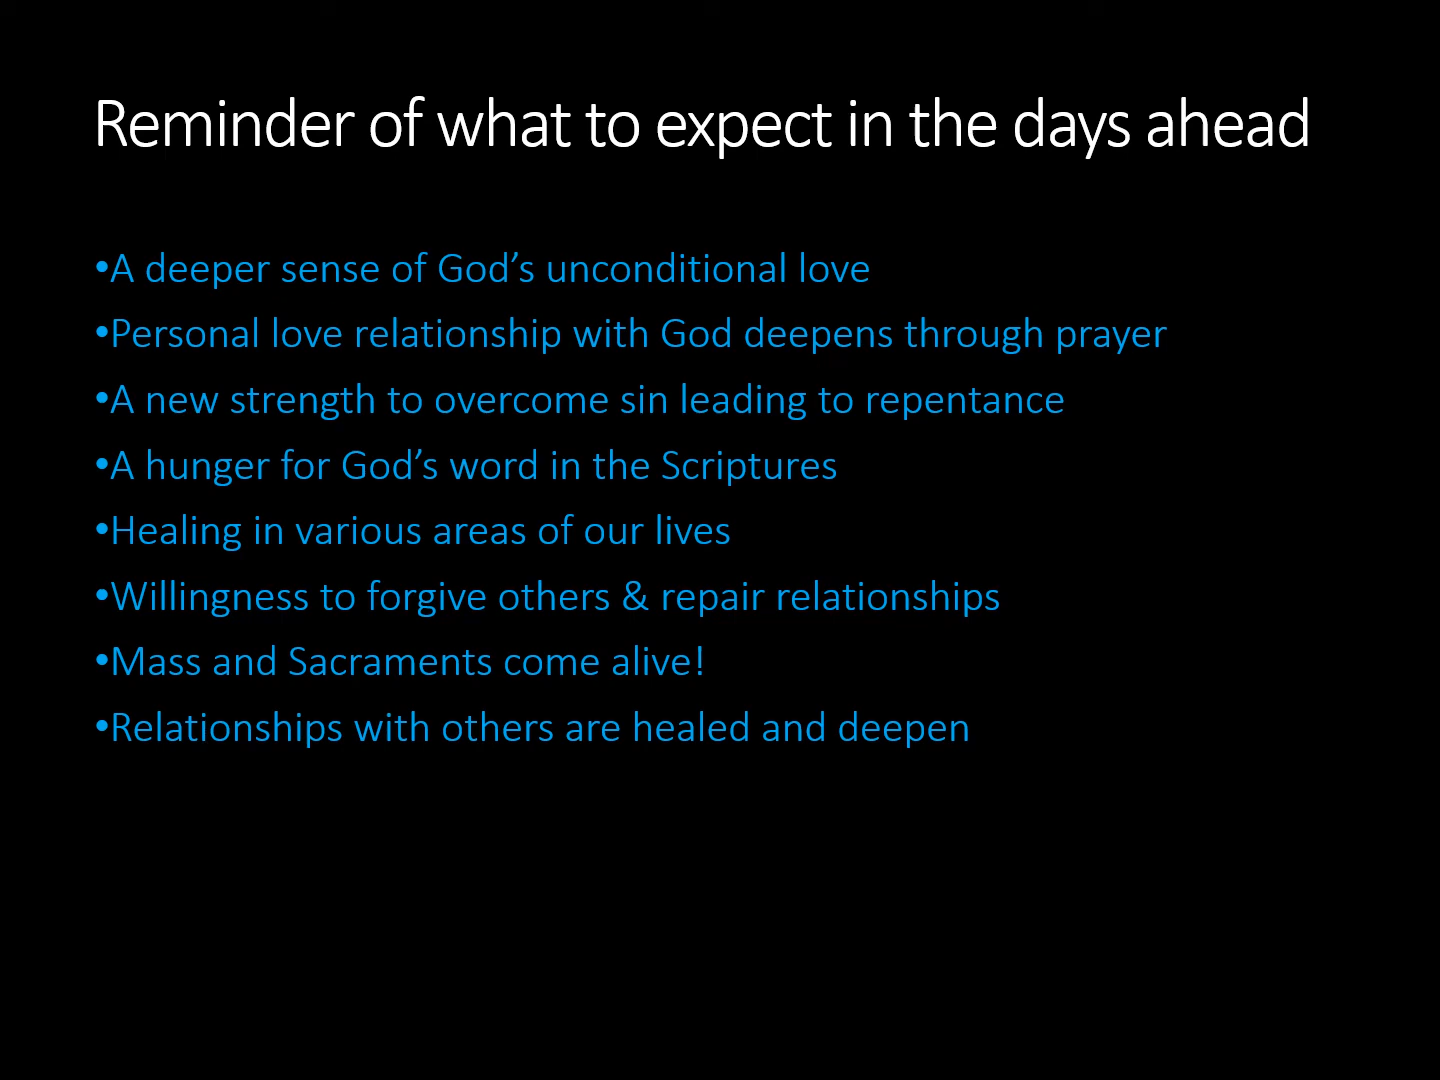 Reminder of what to expect in the days ahead
•A deeper sense of God’s unconditional love
•Personal love relationship with God deepens through prayer
•A new strength to overcome sin leading to repentance
•A hunger for God’s word in the Scriptures
•Healing in various areas of our lives
•Willingness to forgive others & repair relationships
•Mass and Sacraments come alive!
•Relationships with others are healed and deepen